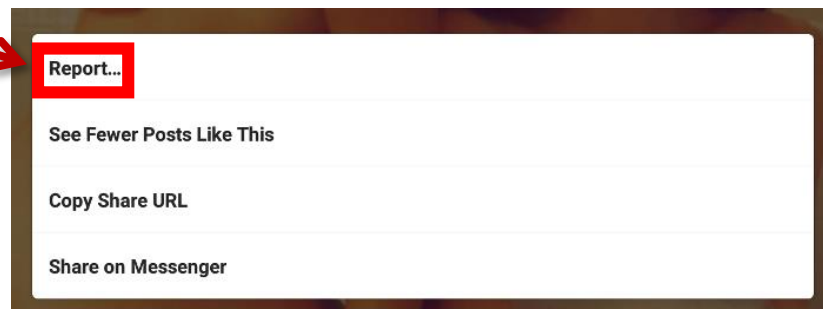 Report...
See Fewer Posts Like This
Copy Share URL
Share on Messenger